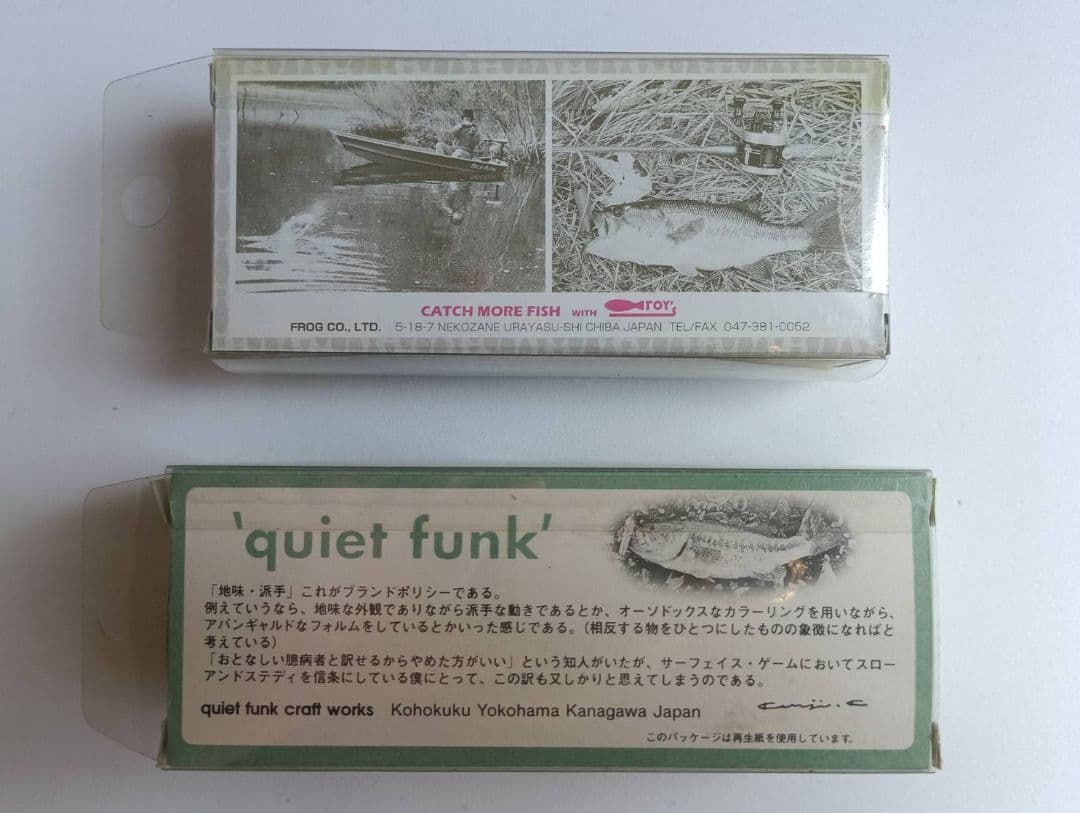 CATCH MORE FISH WITH rOY's
FROG CO., LTD. 5-18-7 NEKOZANE URAYASU-SHI CHIBA JAPAN TEL/FAX 047-381-0052
'quiet funk'
「地味・派手」これがブランドポリシーである。
例えていうなら、地味な外観でありながら派手な動きであるとか、オーソドックスなカラーリングを用いながら、
アバンギャルドなフォルムをしているとかいった感じである。(相反する物をひとつにしたものの象徴になればと
考えている)
「おとなしい臆病者と訳せるからやめた方がいい」という知人がいたが、サーフェイス・ゲームにおいてスロー
アンドステディを信条にしている僕にとって、この訳も又しかりと思えてしまうのである。
quiet funk craft works Kohokuku Yokohama Kanagawa Japan
このパッケージは再生紙を使用しています。